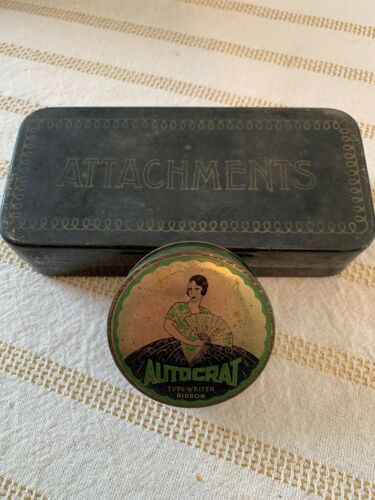 ATTACHMENTS
AUTOCRAT
TYPEWRITER
RIBBON